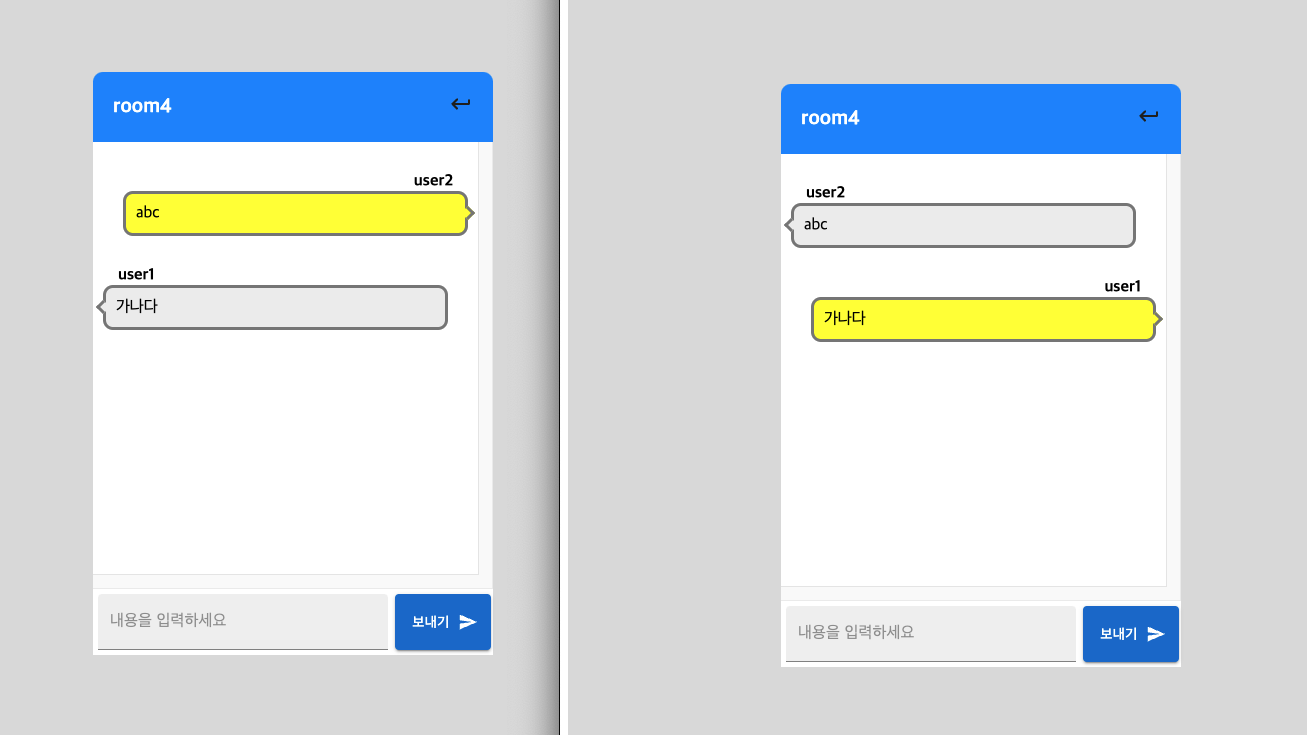 room4
user2
abc
user1
가나다
내용을 입력하세요
보내기
room4
user2
abc
user1
가나다
내용을 입력하세요
보내기